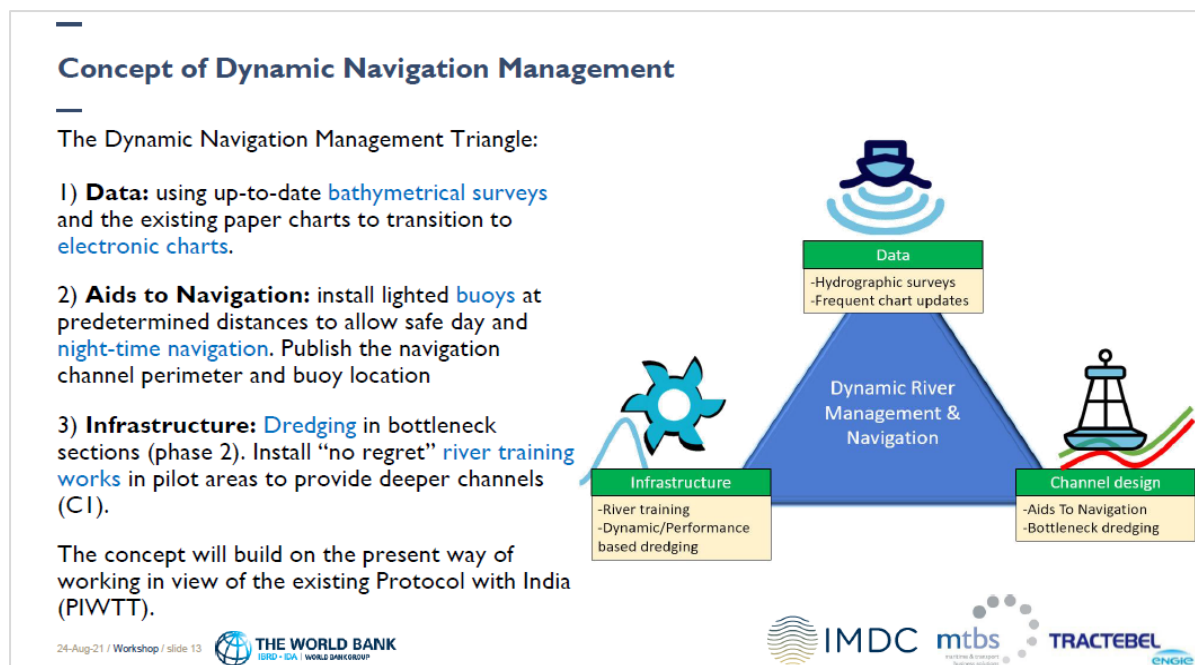 Concept of Dynamic Navigation Management
The Dynamic Navigation Management Triangle:
1) Data: using up-to-date bathymetrical surveys
and the existing paper charts to transition to
electronic charts.
2) Aids to Navigation: install lighted buoys at
predetermined distances to allow safe day and
night-time navigation. Publish the navigation
channel perimeter and buoy location
3) Infrastructure: Dredging in bottleneck
sections (phase 2). Install “no regret” river training
works in pilot areas to provide deeper channels
(C1).
The concept will build on the present way of
working in view of the existing Protocol with India
(PIWTT).
Data
-Hydrographic surveys
-Frequent chart updates
Dynamic River
Management &
Navigation
Infrastructure
-River training
-Dynamic/Performance
based dredging
Channel design
-Aids To Navigation
-Bottleneck dredging
24-Aug-21 / Workshop / slide 13
THE WORLD BANK
IBRD • IDA | WORLD BANK GROUP
IMDC
mtbs
maritime & transport
business solutions
TRACTEBEL
ENGIE